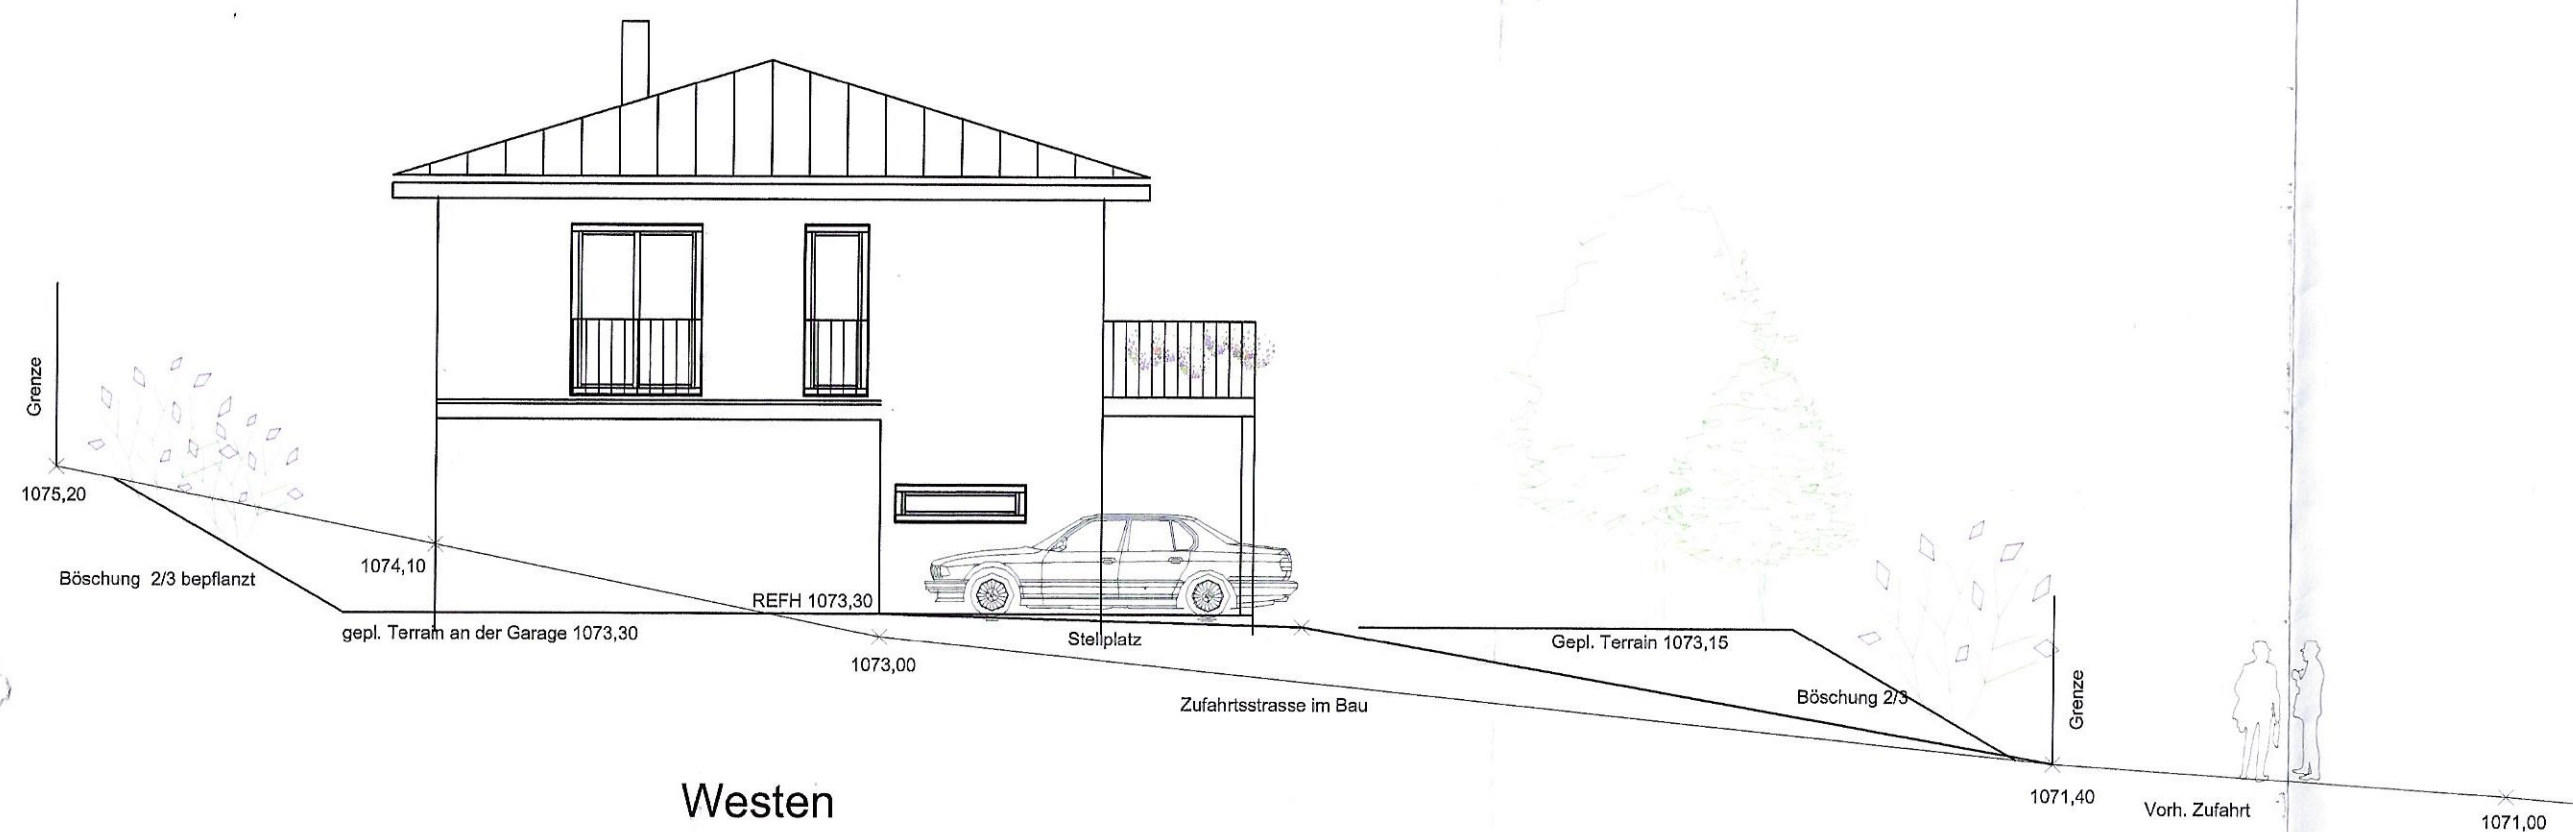 Grenze
1075,20
1074,10
Böschung 2/3 bepflanzt
REFH 1073,30
gepl. Terrain an der Garage 1073,30
Stellplatz
1073,00
Gepl. Terrain 1073,15
Böschung 2/3
Grenze
Zufahrtsstrasse im Bau
Westen
1071,40
Vorh. Zufahrt
1071,00